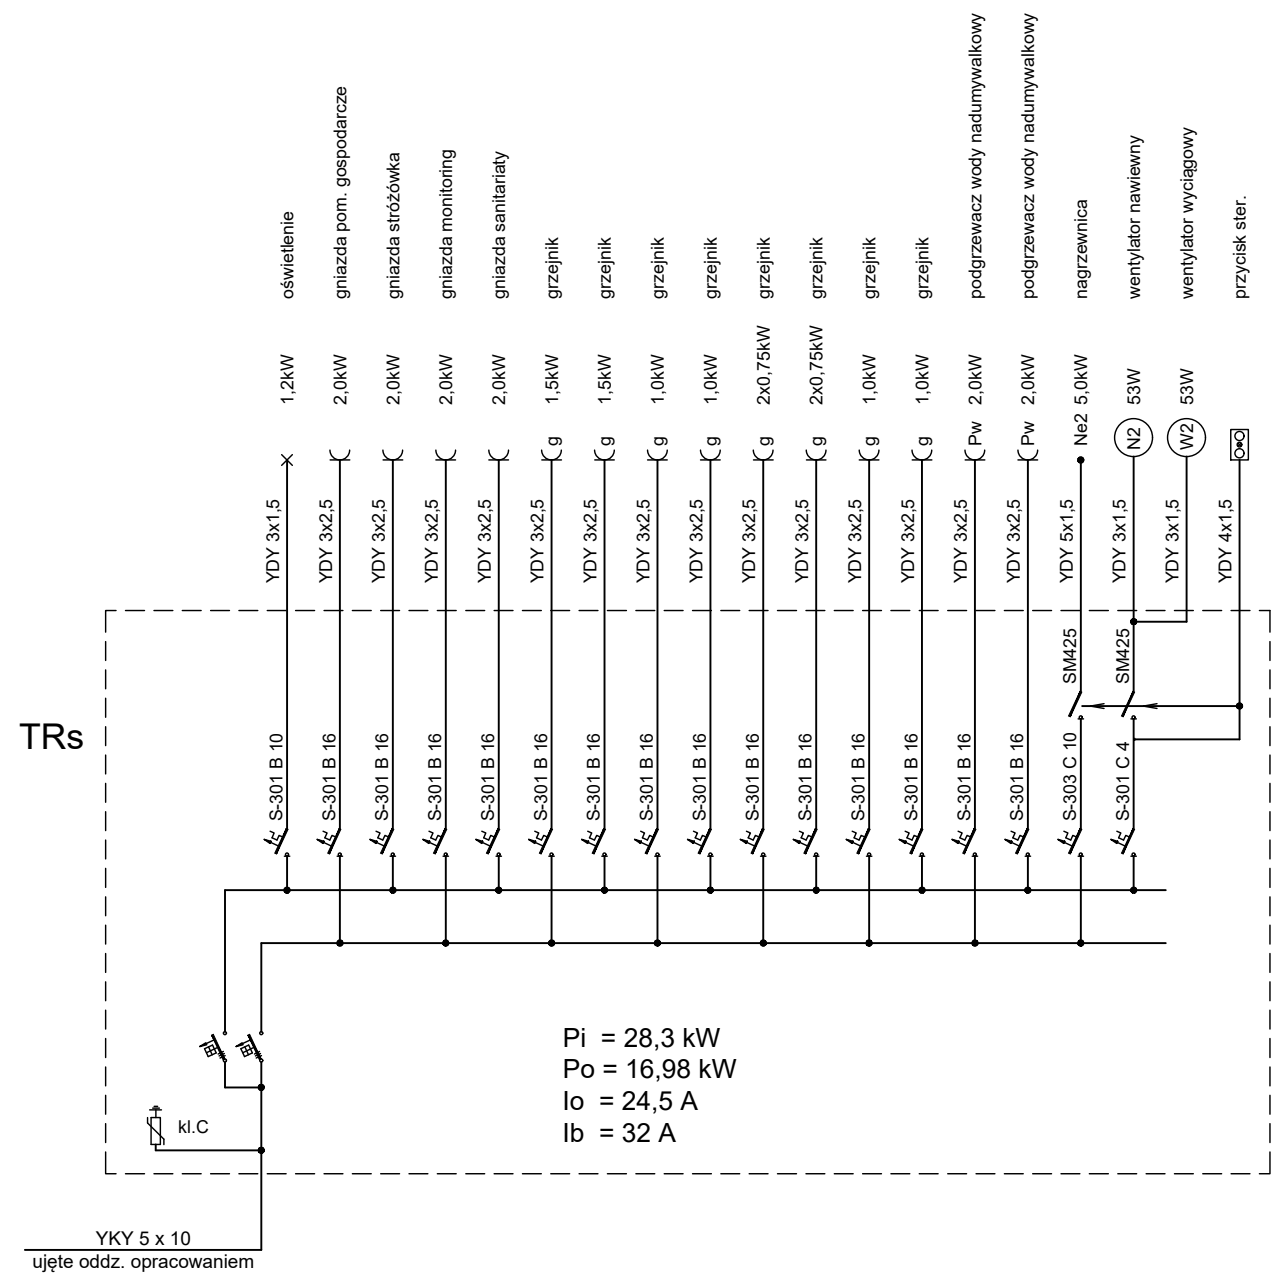 oświetlenie
gniazda pom. gospodarcze
gniazda stróżówka
gniazda monitoring
gniazda sanitariaty
grzejnik
grzejnik
grzejnik
grzejnik
grzejnik
grzejnik
grzejnik
grzejnik
podgrzewacz wody nadumywalkowy
podgrzewacz wody nadumywalkowy
nagrzewnica
wentylator nawiewny
wentylator wyciągowy
przycisk ster.
1,2kW
2,0kW
2,0kW
2,0kW
2,0kW
1,5kW
1,5kW
1,0kW
1,0kW
2x0,75kW
2x0,75kW
1,0kW
1,0kW
2,0kW
2,0kW
5,0kW
53W
53W
g
g
g
g
g
g
g
g
Pw
Pw
Ne2
N2
W2
YDY 3x1,5
YDY 3x2,5
YDY 3x2,5
YDY 3x2,5
YDY 3x2,5
YDY 3x2,5
YDY 3x2,5
YDY 3x2,5
YDY 3x2,5
YDY 3x2,5
YDY 3x2,5
YDY 3x2,5
YDY 3x2,5
YDY 3x2,5
YDY 3x2,5
YDY 5x1,5
YDY 3x1,5
YDY 3x1,5
YDY 4x1,5
SM425
SM425
TRs
S-301 B 10
S-301 B 16
S-301 B 16
S-301 B 16
S-301 B 16
S-301 B 16
S-301 B 16
S-301 B 16
S-301 B 16
S-301 B 16
S-301 B 16
S-301 B 16
S-301 B 16
S-301 B 16
S-301 B 16
S-303 C 10
S-301 C 4
Pi = 28,3 kW
Po = 16,98 kW
Io = 24,5 A
Ib = 32 A
kl.C
YKY 5 x 10
ujęte oddz. opracowaniem